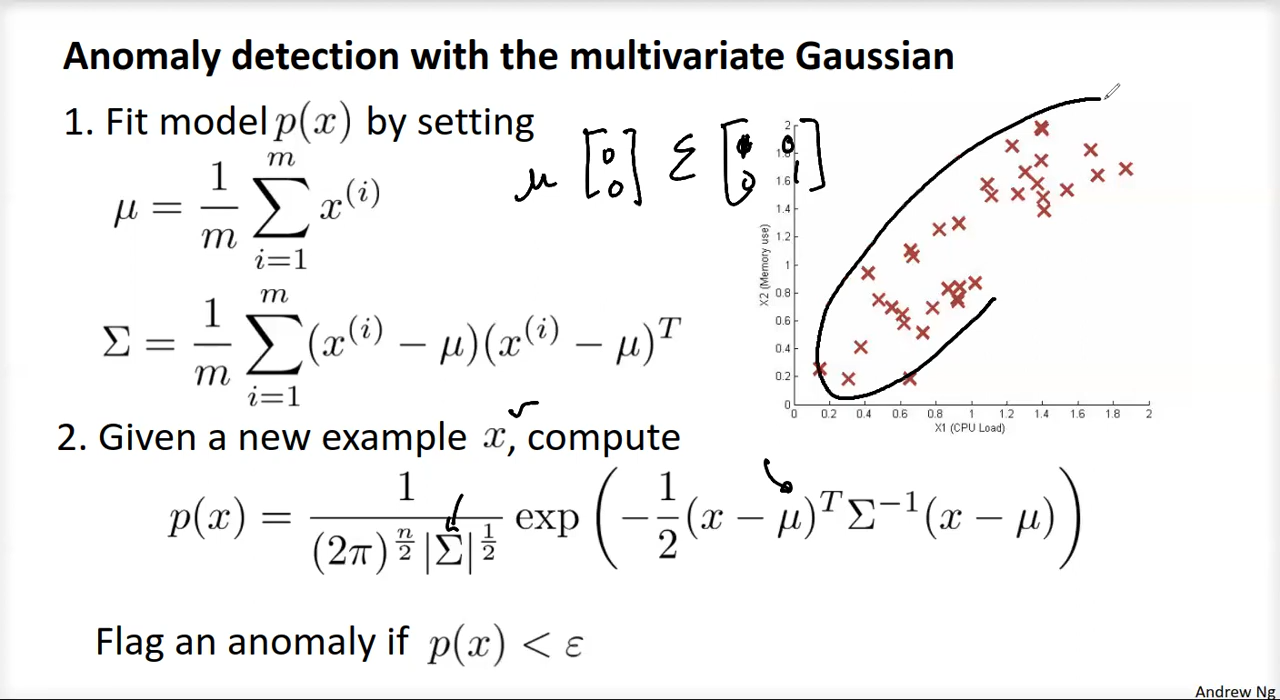 Anomaly detection with the multivariate Gaussian
1. Fit model p(x) by setting
μ = 1/m ∑_{i=1}^{m} x^{(i)}
μ [0 0] Σ [ 0 0 1]
Σ = 1/m ∑_{i=1}^{m} (x^{(i)} − μ)(x^{(i)} − μ)^T
2. Given a new example x, compute
p(x) = 1/((2π)^{n/2} |Σ|^{1/2}) exp(−1/2 (x − μ)^T Σ^{−1} (x − μ))
Flag an anomaly if p(x) < ε
X2 (Memory use)
2
1.8
1.6
1.4
1.2
1
0.8
0.6
0.4
0.2
0
0 0.2 0.4 0.6 0.8 1 1.2 1.4 1.6 1.8 2
X1 (CPU Load)
Andrew Ng